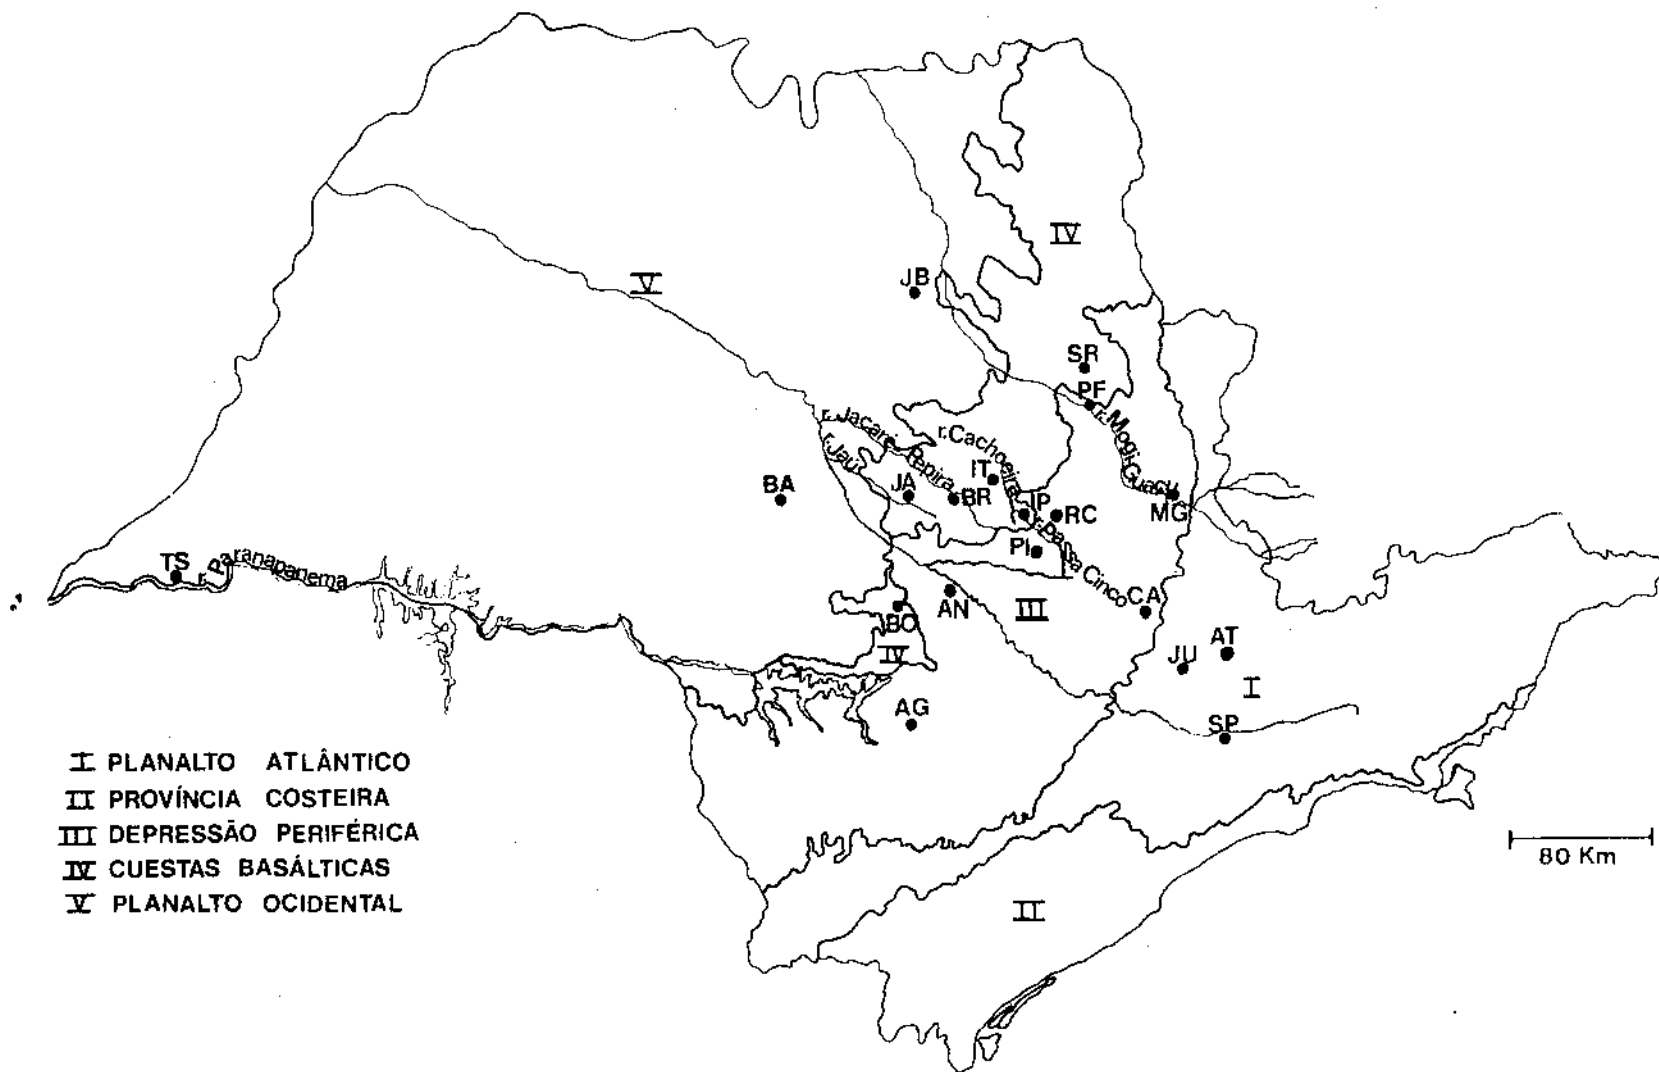 IV
V
JB
SR
PF
r. Jacaré Pepira
r. Cachoeira
r. Mogi-Guaçu
r. Jaú
IT
BA
JA
BR
IP
RC
MG
PI
r. Passa Cinco
TS
r. Paranapanema
AN
III
CA
BO
IV
AT
JU
I
AG
SP
I PLANALTO ATLÂNTICO
II PROVÍNCIA COSTEIRA
III DEPRESSÃO PERIFÉRICA
IV CUESTAS BASÁLTICAS
V PLANALTO OCIDENTAL
80 Km
II